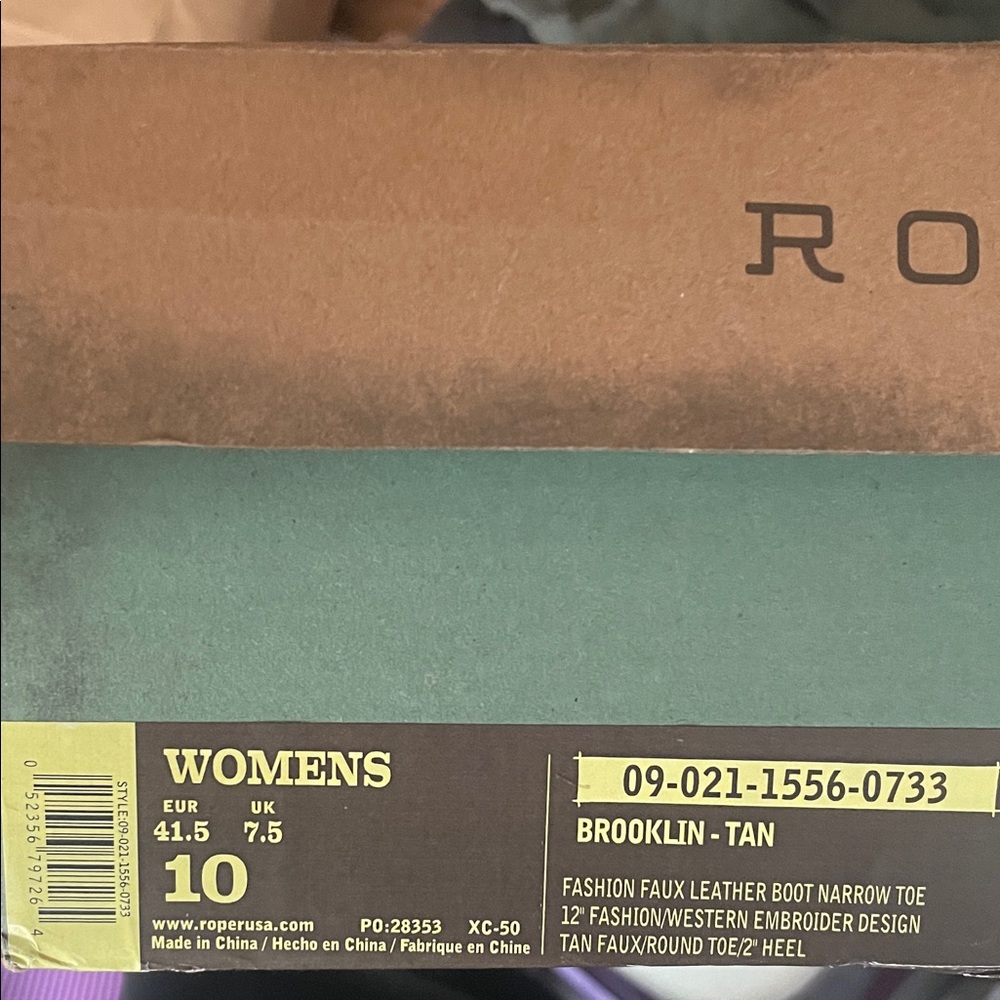 RO
0 52356 79726 4
STYLE:09-021-1556-0733
WOMENS
EUR UK
41.5 7.5
10
www.roperusa.com PO:28353 XC-50
Made in China / Hecho en China / Fabrique en Chine
09-021-1556-0733
BROOKLIN - TAN
FASHION FAUX LEATHER BOOT NARROW TOE
12" FASHION/WESTERN EMBROIDER DESIGN
TAN FAUX/ROUND TOE/2" HEEL